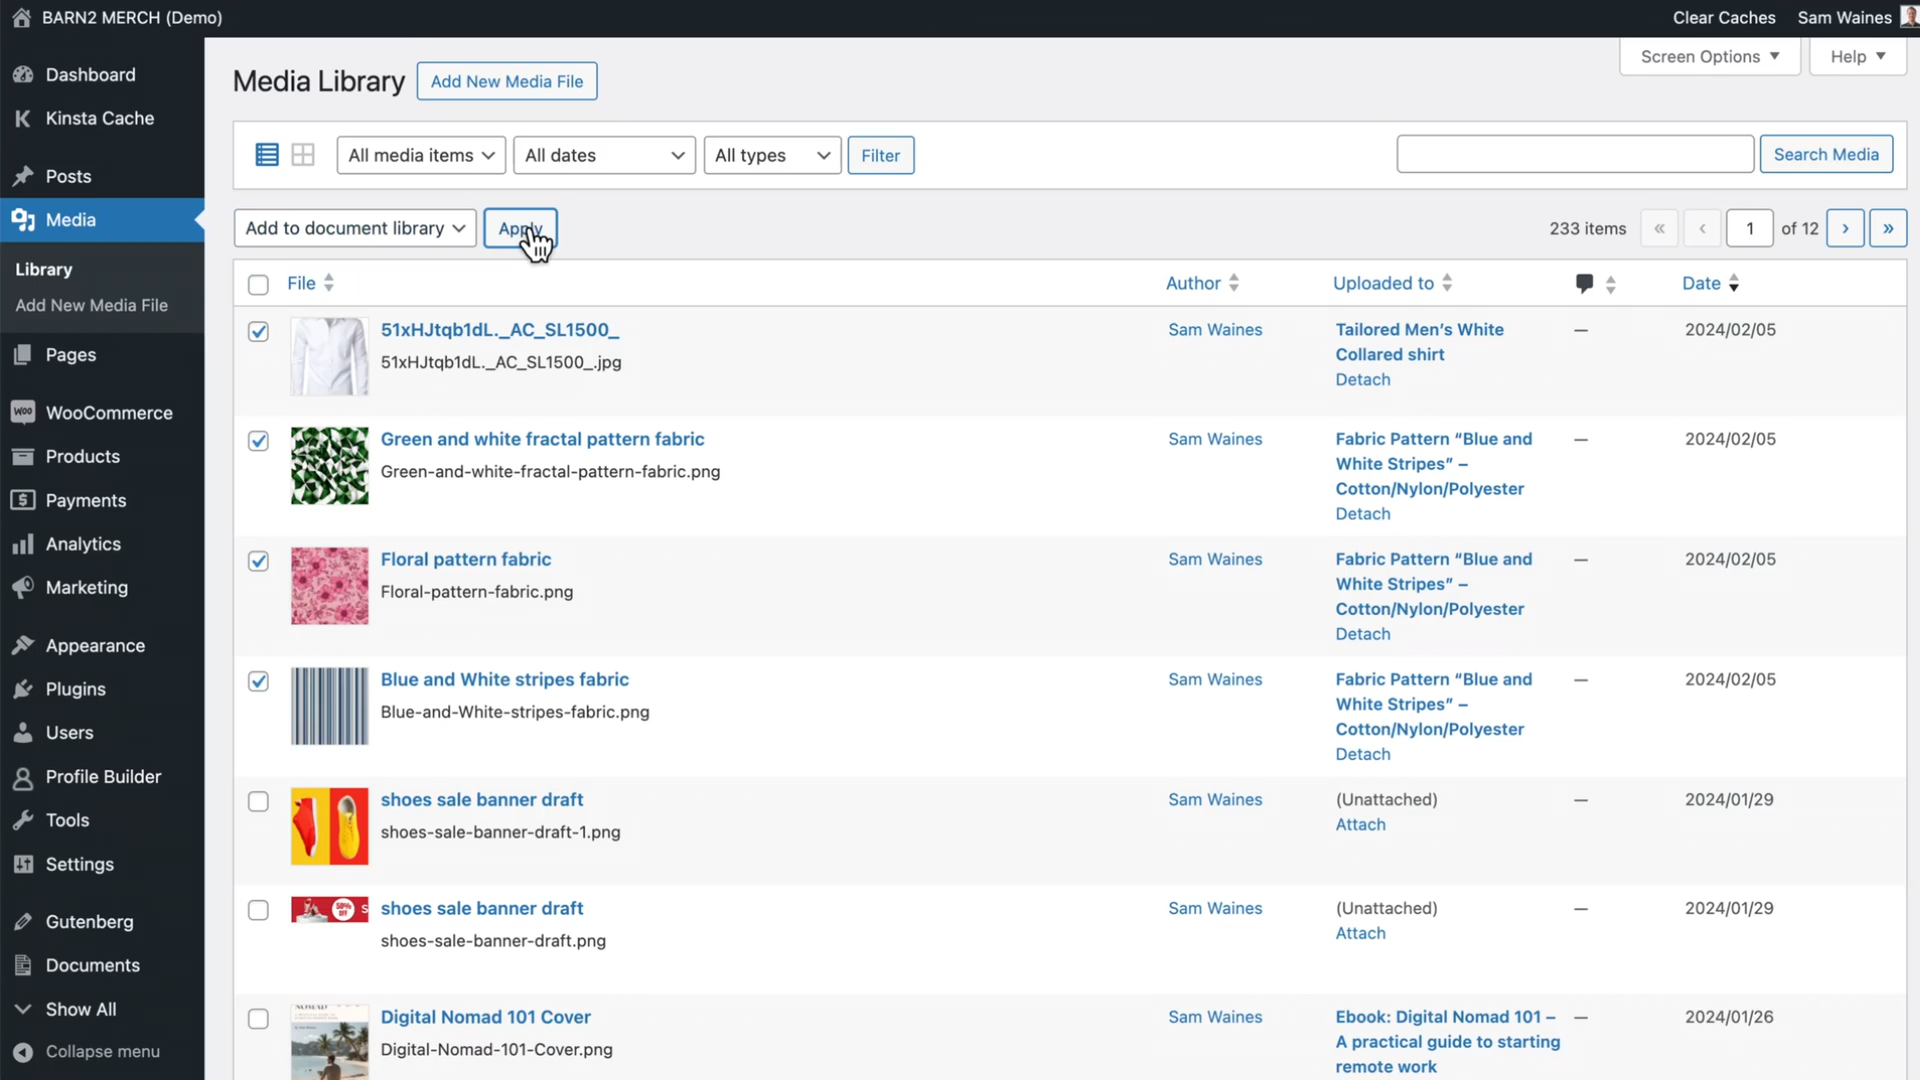 BARN2 MERCH (Demo)
Clear Caches
Sam Waines
Dashboard
Kinsta Cache
Posts
Media
Library
Add New Media File
Pages
WooCommerce
Products
Payments
Analytics
Marketing
Appearance
Plugins
Users
Profile Builder
Tools
Settings
Gutenberg
Documents
Show All
Collapse menu
Screen Options
Help
Media Library
Add New Media File
All media items
All dates
All types
Filter
Search Media
Add to document library
Apply
233 items
«
‹
1
of 12
›
»
File
Author
Uploaded to
Date
51xHJtqb1dL._AC_SL1500_
51xHJtqb1dL._AC_SL1500_.jpg
Sam Waines
Tailored Men’s White
Collared shirt
Detach
—
2024/02/05
Green and white fractal pattern fabric
Green-and-white-fractal-pattern-fabric.png
Sam Waines
Fabric Pattern “Blue and
White Stripes” –
Cotton/Nylon/Polyester
Detach
—
2024/02/05
Floral pattern fabric
Floral-pattern-fabric.png
Sam Waines
Fabric Pattern “Blue and
White Stripes” –
Cotton/Nylon/Polyester
Detach
—
2024/02/05
Blue and White stripes fabric
Blue-and-White-stripes-fabric.png
Sam Waines
Fabric Pattern “Blue and
White Stripes” –
Cotton/Nylon/Polyester
Detach
—
2024/02/05
shoes sale banner draft
shoes-sale-banner-draft-1.png
Sam Waines
(Unattached)
Attach
—
2024/01/29
50%
OFF
S
shoes sale banner draft
shoes-sale-banner-draft.png
Sam Waines
(Unattached)
Attach
—
2024/01/29
Digital Nomad 101 Cover
Digital-Nomad-101-Cover.png
Sam Waines
Ebook: Digital Nomad 101 –
A practical guide to starting
remote work
—
2024/01/26